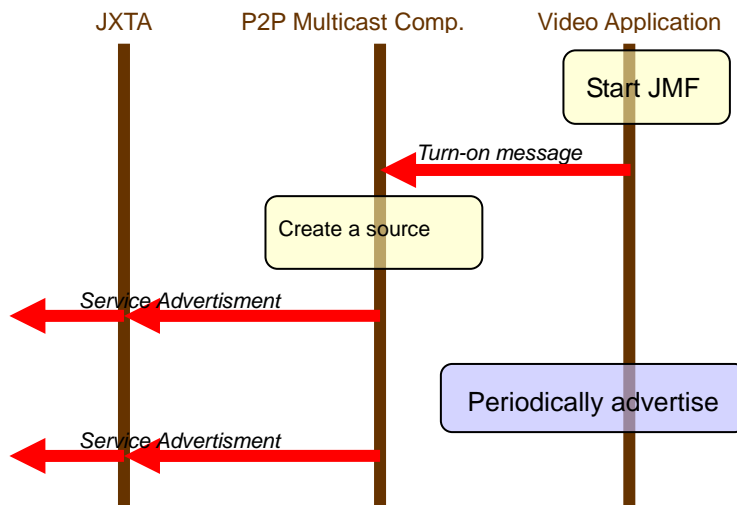 JXTA
P2P Multicast Comp.
Video Application
Start JMF
Turn-on message
Create a source
Service Advertisment
Periodically advertise
Service Advertisment